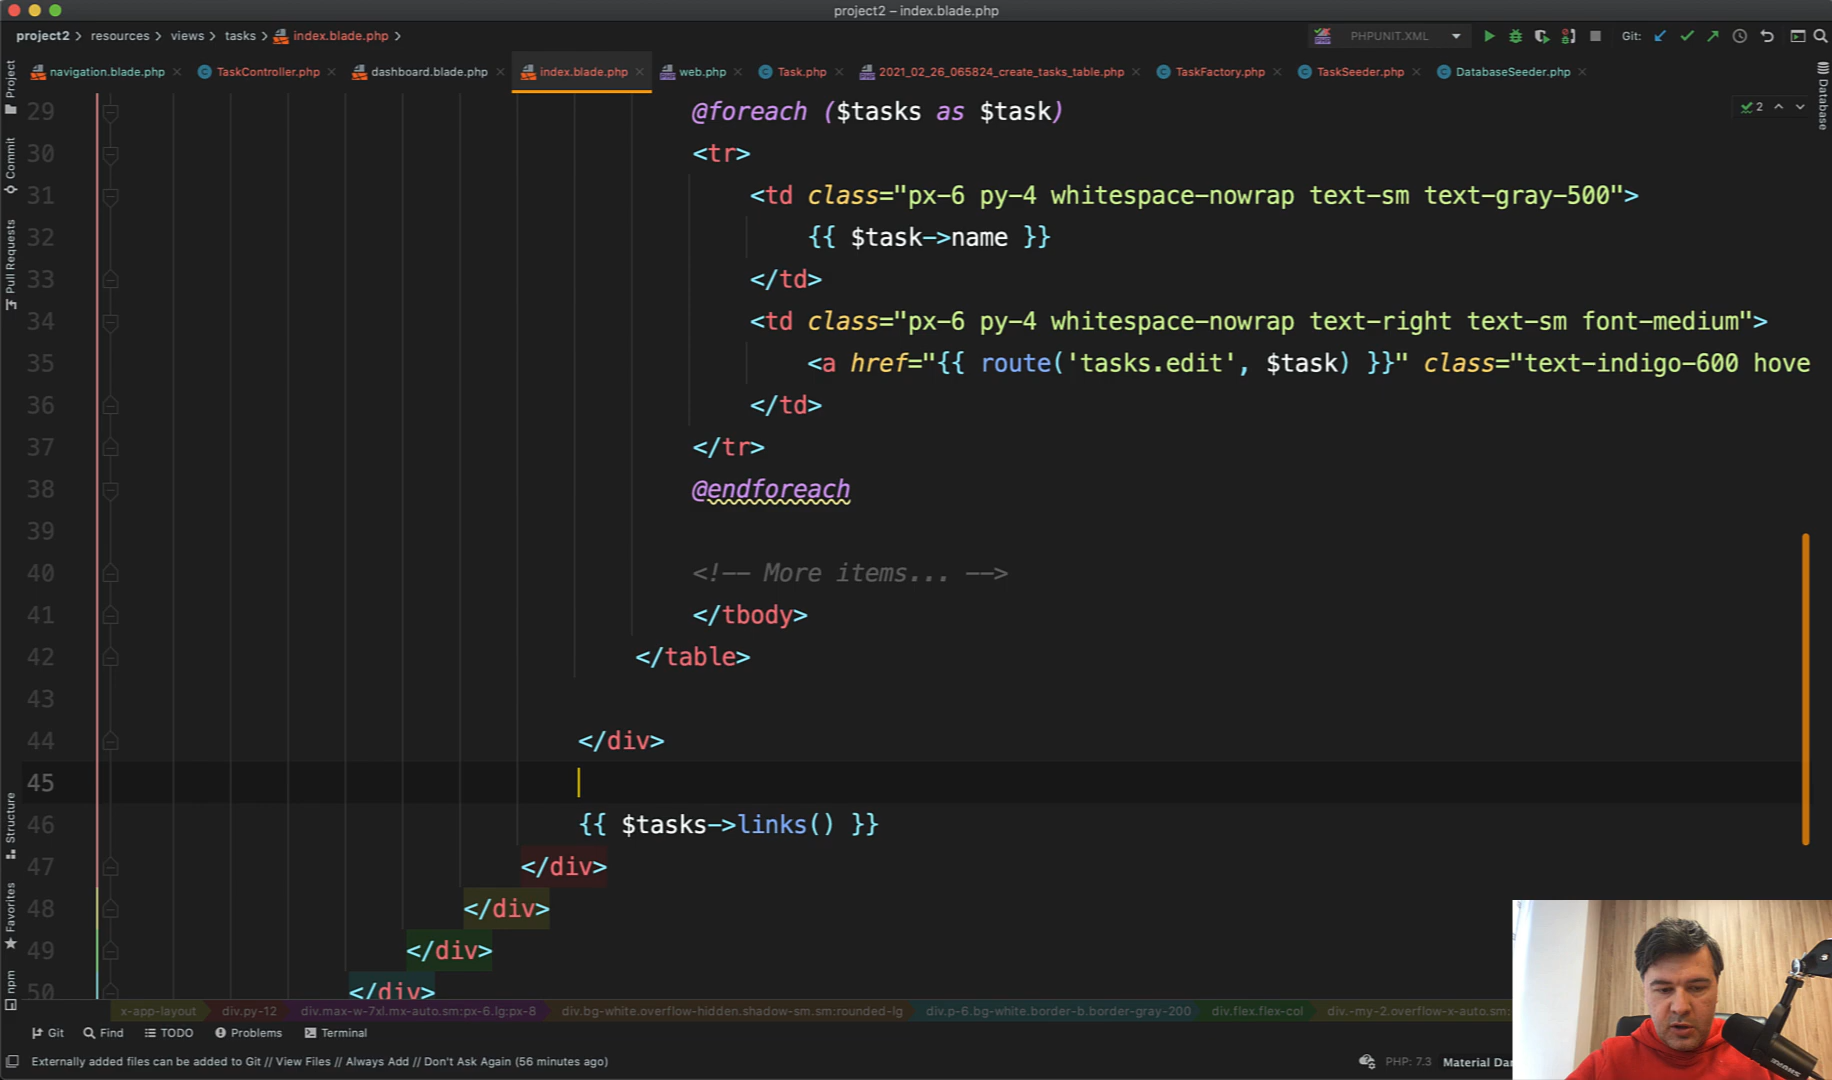 project2 – index.blade.php
project2 > resources > views > tasks > index.blade.php >
PHPUNIT.XML
Git:
navigation.blade.php × TaskController.php × dashboard.blade.php × index.blade.php × web.php × Task.php × 2021_02_26_065824_create_tasks_table.php × TaskFactory.php × TaskSeeder.php × DatabaseSeeder.php ×
Project
Commit
Pull Requests
Structure
Favorites
npm
Database
2
29 @foreach ($tasks as $task)
30 <tr>
31 <td class="px-6 py-4 whitespace-nowrap text-sm text-gray-500">
32 {{ $task->name }}
33 </td>
34 <td class="px-6 py-4 whitespace-nowrap text-right text-sm font-medium">
35 <a href="{{ route('tasks.edit', $task) }}" class="text-indigo-600 hove
36 </td>
37 </tr>
38 @endforeach
39
40 <!-- More items... -->
41 </tbody>
42 </table>
43
44 </div>
45
46 {{ $tasks->links() }}
47 </div>
48 </div>
49 </div>
50 </div>
x-app-layout div.py-12 div.max-w-7xl.mx-auto.sm:px-6.lg:px-8 div.bg-white.overflow-hidden.shadow-sm.sm:rounded-lg div.p-6.bg-white.border-b.border-gray-200 div.flex.flex-col div.-my-2.overflow-x-auto.sm:
Git Find TODO Problems Terminal
Externally added files can be added to Git // View Files // Always Add // Don't Ask Again (56 minutes ago)
PHP: 7.3 Material Dar